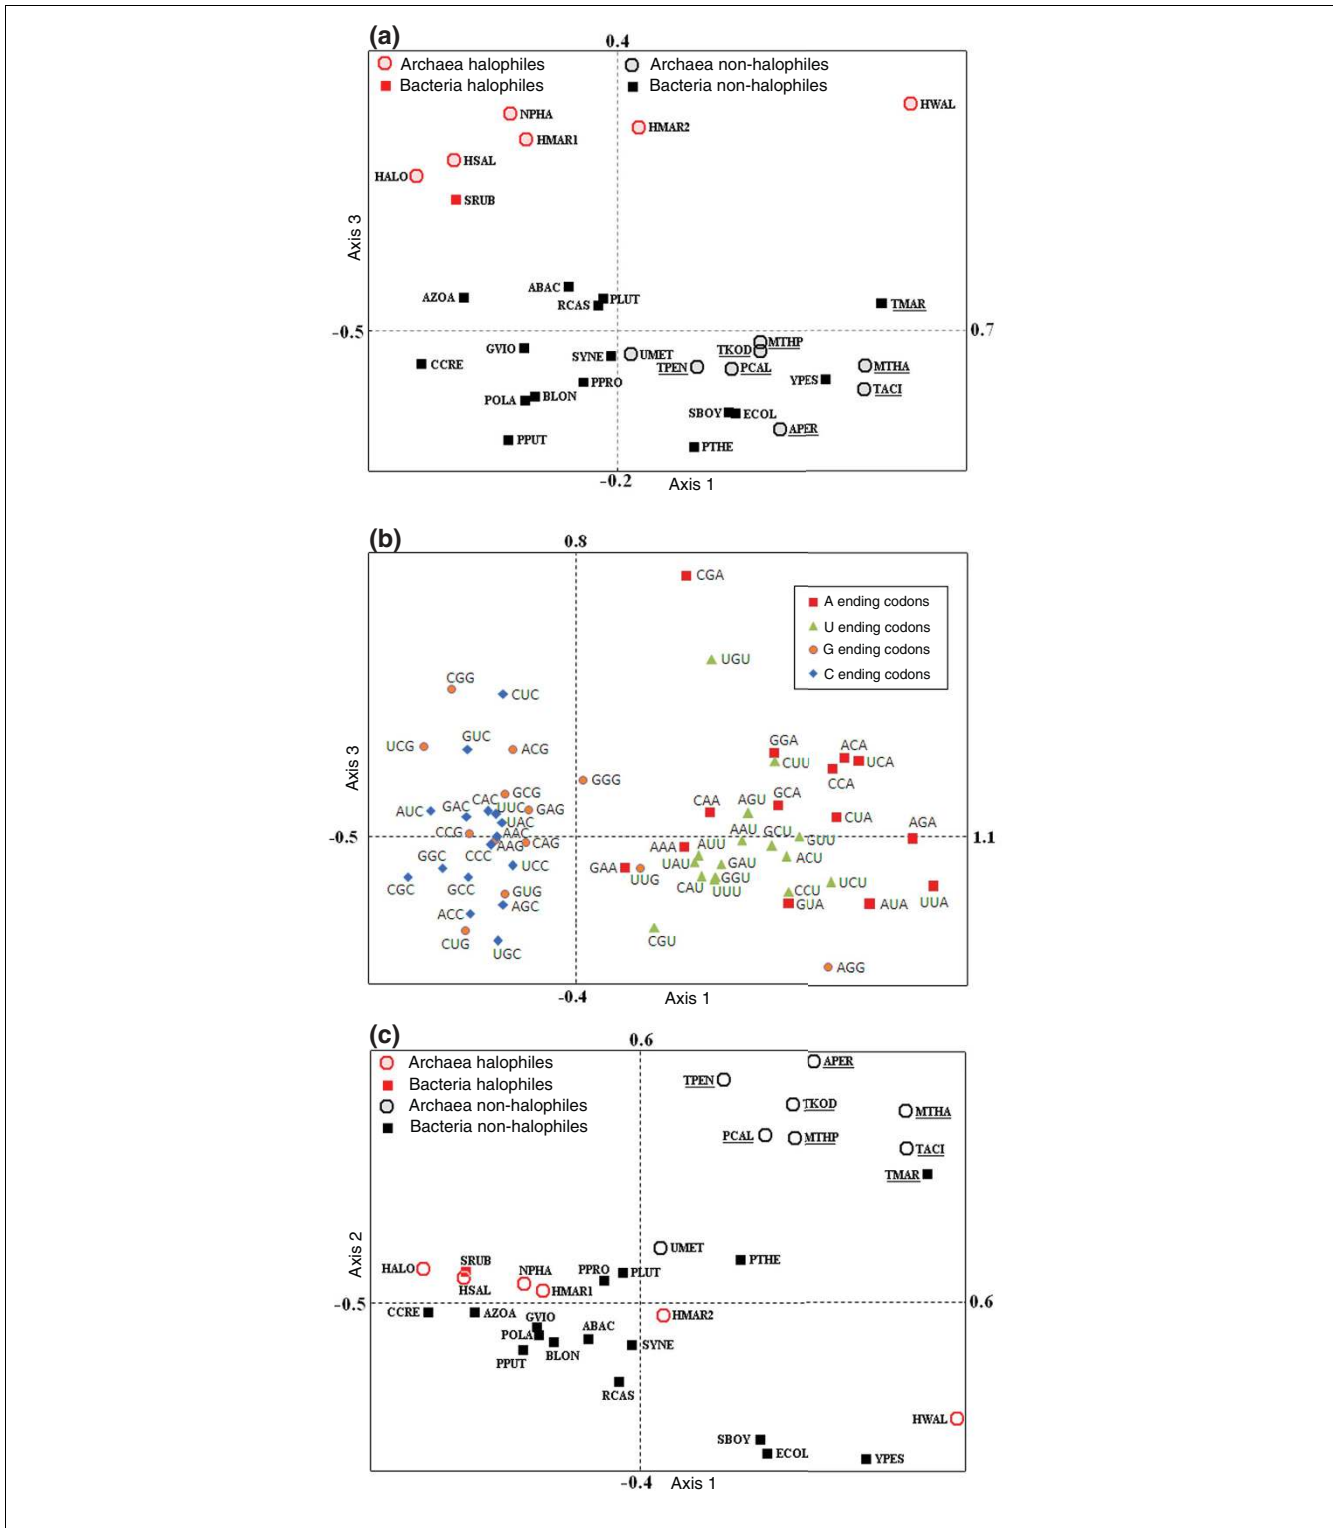 (a)
0.4
Archaea halophiles
Archaea non-halophiles
Bacteria halophiles
Bacteria non-halophiles
HWAL
NPHA
HMAR2
HMAR1
HSAL
HALO
SRUB
Axis 3
ABAC
AZOA
PLUT
RCAS
TMAR
-0.5
0.7
MTHP
GVIO
TKOD
SYNE
UMET
CCRE
TPEN
PCAL
MTHA
YPES
PPRO
TACI
POLA
BLON
SBOY
ECOL
APER
PPUT
PTHE
-0.2
Axis 1
(b)
0.8
CGA
A ending codons
U ending codons
G ending codons
C ending codons
UGU
CGG
CUC
GUC
UCG
ACG
GGA
ACA
CUU
UCA
Axis 3
GGG
CCA
GCG
CAC
CAA
AGU
GCA
GAC
UUC
GAG
AUC
CUA
UAC
AGA
CCG
AAC
AAU
GCU
-0.5
1.1
CAG
AAG
AAA
AUU
GUU
GGC
CCC
UCC
GAA
UAU
GAU
ACU
UUG
GGU
CGC
GCC
GUG
CAU
UUU
CCU
UCU
AGC
GUA
AUA
UUA
ACC
CUG
UGC
CGU
AGG
-0.4
Axis 1
(c)
0.6
Archaea halophiles
Bacteria halophiles
Archaea non-halophiles
Bacteria non-halophiles
APER
TPEN
TKOD
MTHA
PCAL
MTHP
TACI
TMAR
Axis 2
UMET
PTHE
SRUB
HALO
NPHA
PPRO
PLUT
HSAL
HMAR1
-0.5
0.6
CCRE
AZOA
GVIO
HMAR2
ABAC
POLA
SYNE
PPUT
BLON
RCAS
HWAL
SBOY
ECOL
YPES
-0.4
Axis 1